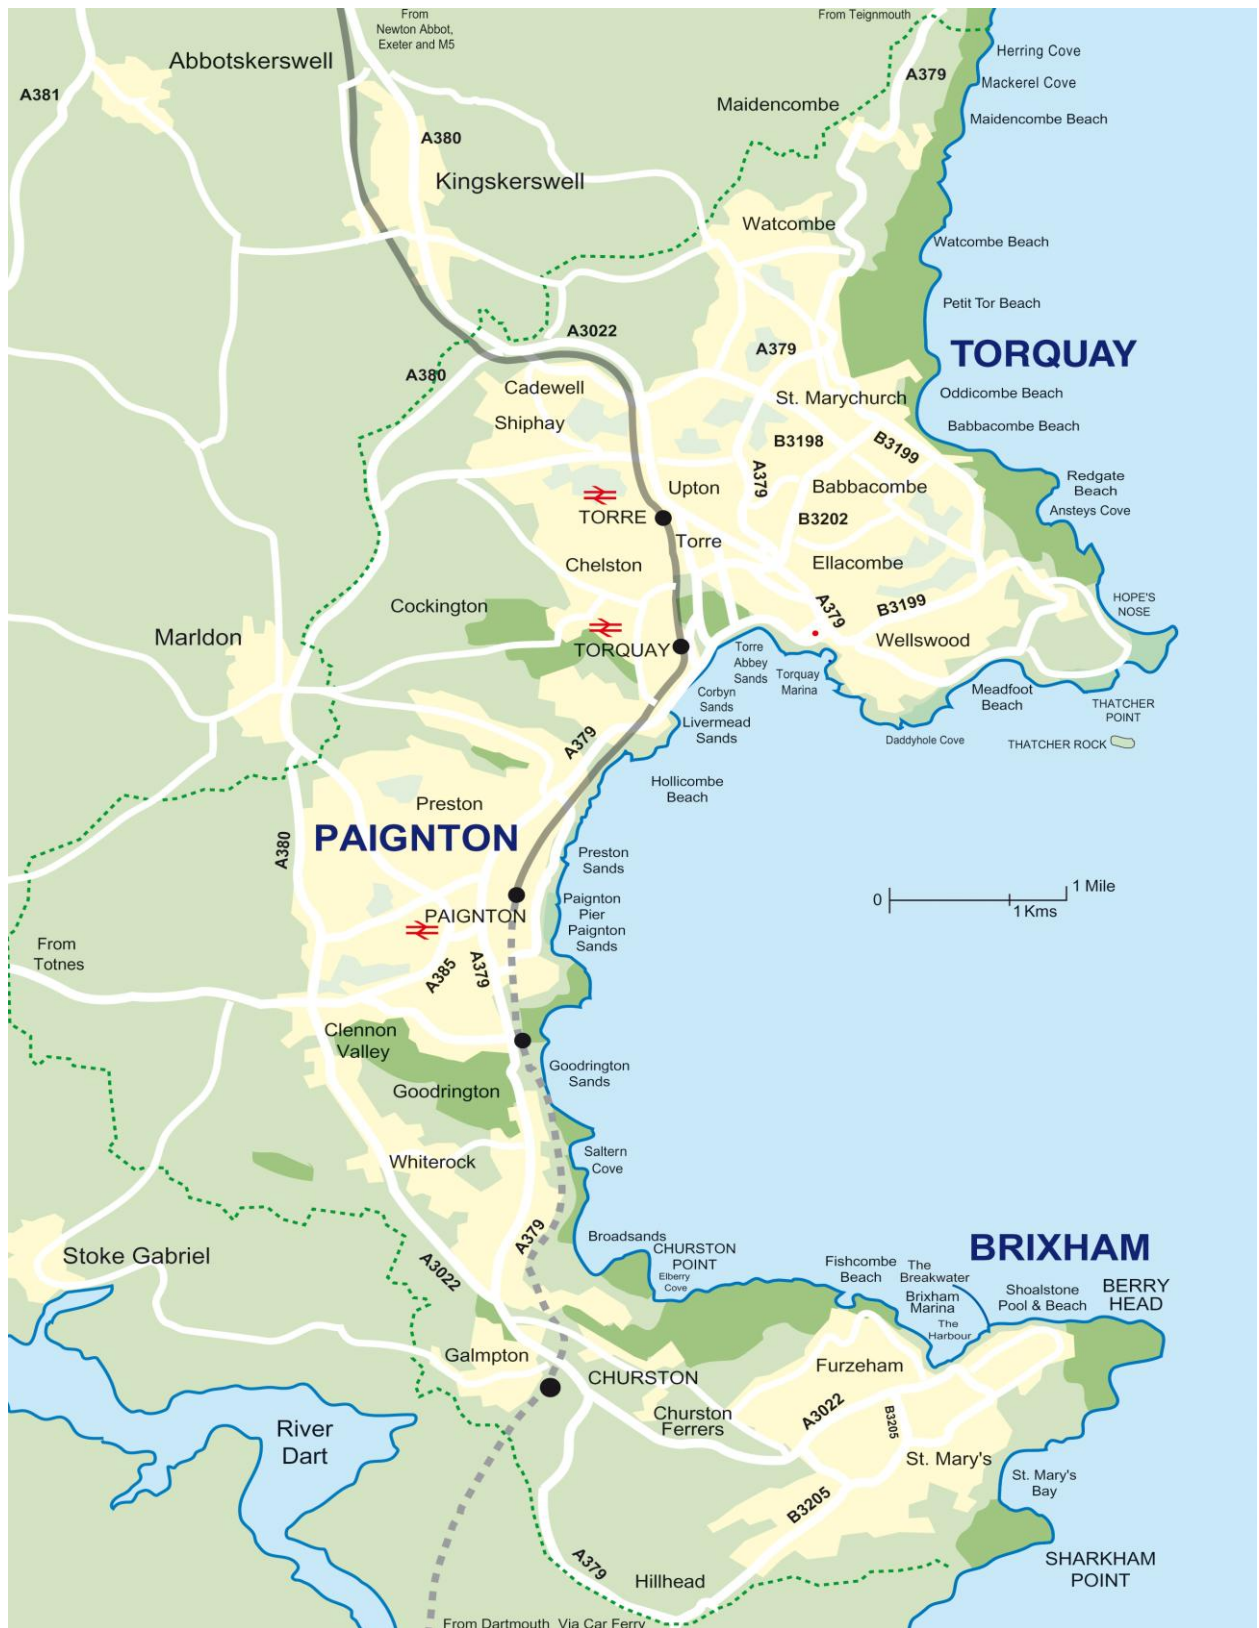 From
Newton Abbot,
Exeter and M5
From Teignmouth
Herring Cove
Abbotskerswell
A379
Mackerel Cove
A381
Maidencombe
Maidencombe Beach
A380
Kingskerswell
Watcombe
Watcombe Beach
Petit Tor Beach
A3022
A379
TORQUAY
A380
Cadewell
St. Marychurch
Oddicombe Beach
Shiphay
Babbacombe Beach
B3198
B3199
A379
Upton
Babbacombe
Redgate
Beach
Ansteys Cove
TORRE
B3202
Torre
Chelston
Ellacombe
Cockington
A379
B3199
HOPE'S
NOSE
Marldon
Wellswood
TORQUAY
Torre
Abbey
Sands
Torquay
Marina
Corbyn
Sands
Meadfoot
Beach
THATCHER
POINT
Livermead
Sands
A379
Daddyhole Cove
THATCHER ROCK
Hollicombe
Beach
Preston
PAIGNTON
A380
Preston
Sands
0
1 Mile
1 Kms
Paignton
Pier
Paignton
Sands
PAIGNTON
From
Totnes
A385
A379
Clennon
Valley
Goodrington
Sands
Goodrington
Whiterock
Saltern
Cove
A379
Broadsands
CHURSTON
POINT
Elberry
Cove
Stoke Gabriel
A3022
BRIXHAM
Fishcombe
Beach
The
Breakwater
Brixham
Marina
The
Harbour
Shoalstone
Pool & Beach
BERRY
HEAD
Galmpton
CHURSTON
Furzeham
Churston
Ferrers
A3022
B3205
River
Dart
St. Mary's
St. Mary's
Bay
B3205
A379
Hillhead
SHARKHAM
POINT
From Dartmouth Via Car Ferry